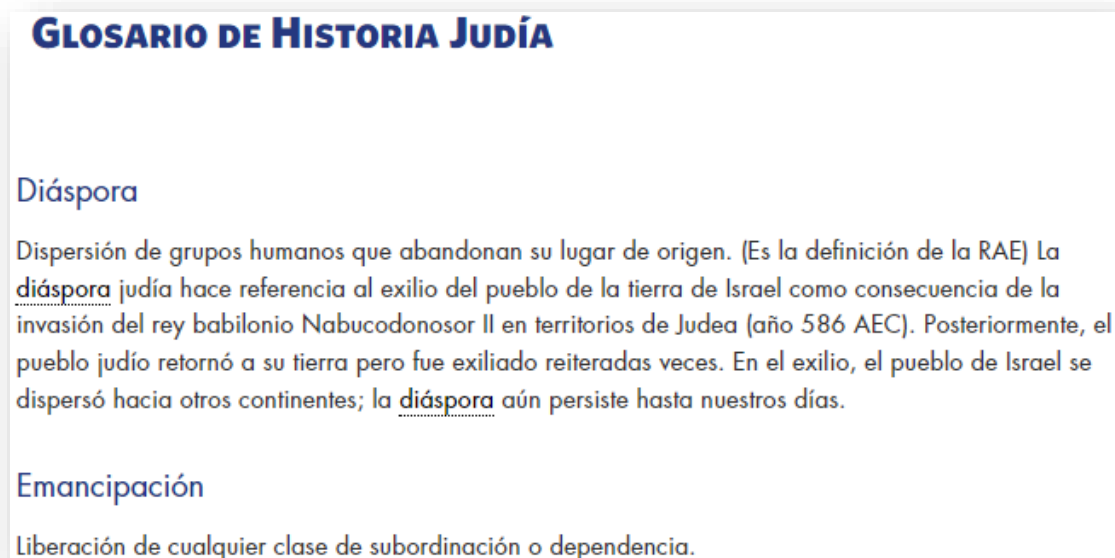 GLOSARIO DE HISTORIA JUDÍA
Diáspora
Dispersión de grupos humanos que abandonan su lugar de origen. (Es la definición de la RAE) La
diáspora judía hace referencia al exilio del pueblo de la tierra de Israel como consecuencia de la
invasión del rey babilonio Nabucodonosor II en territorios de Judea (año 586 AEC). Posteriormente, el
pueblo judío retornó a su tierra pero fue exiliado reiteradas veces. En el exilio, el pueblo de Israel se
dispersó hacia otros continentes; la diáspora aún persiste hasta nuestros días.
Emancipación
Liberación de cualquier clase de subordinación o dependencia.